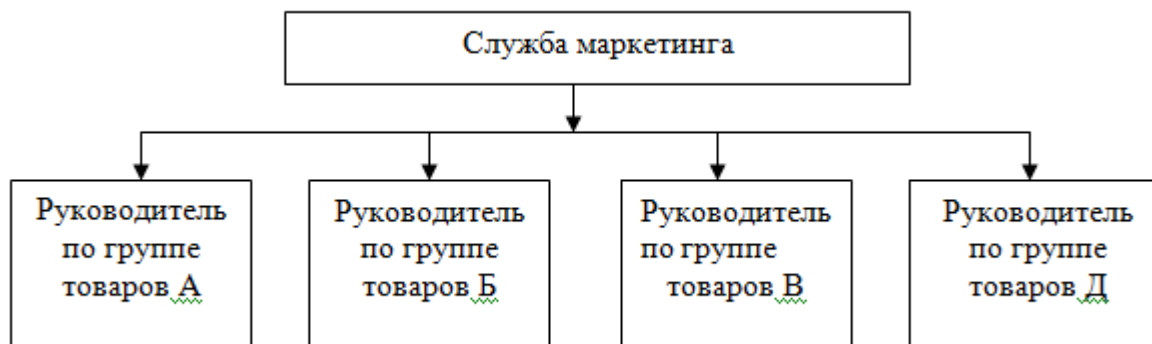 Служба маркетинга
Руководитель
по группе
товаров А
Руководитель
по группе
товаров Б
Руководитель
по группе
товаров В
Руководитель
по группе
товаров Д